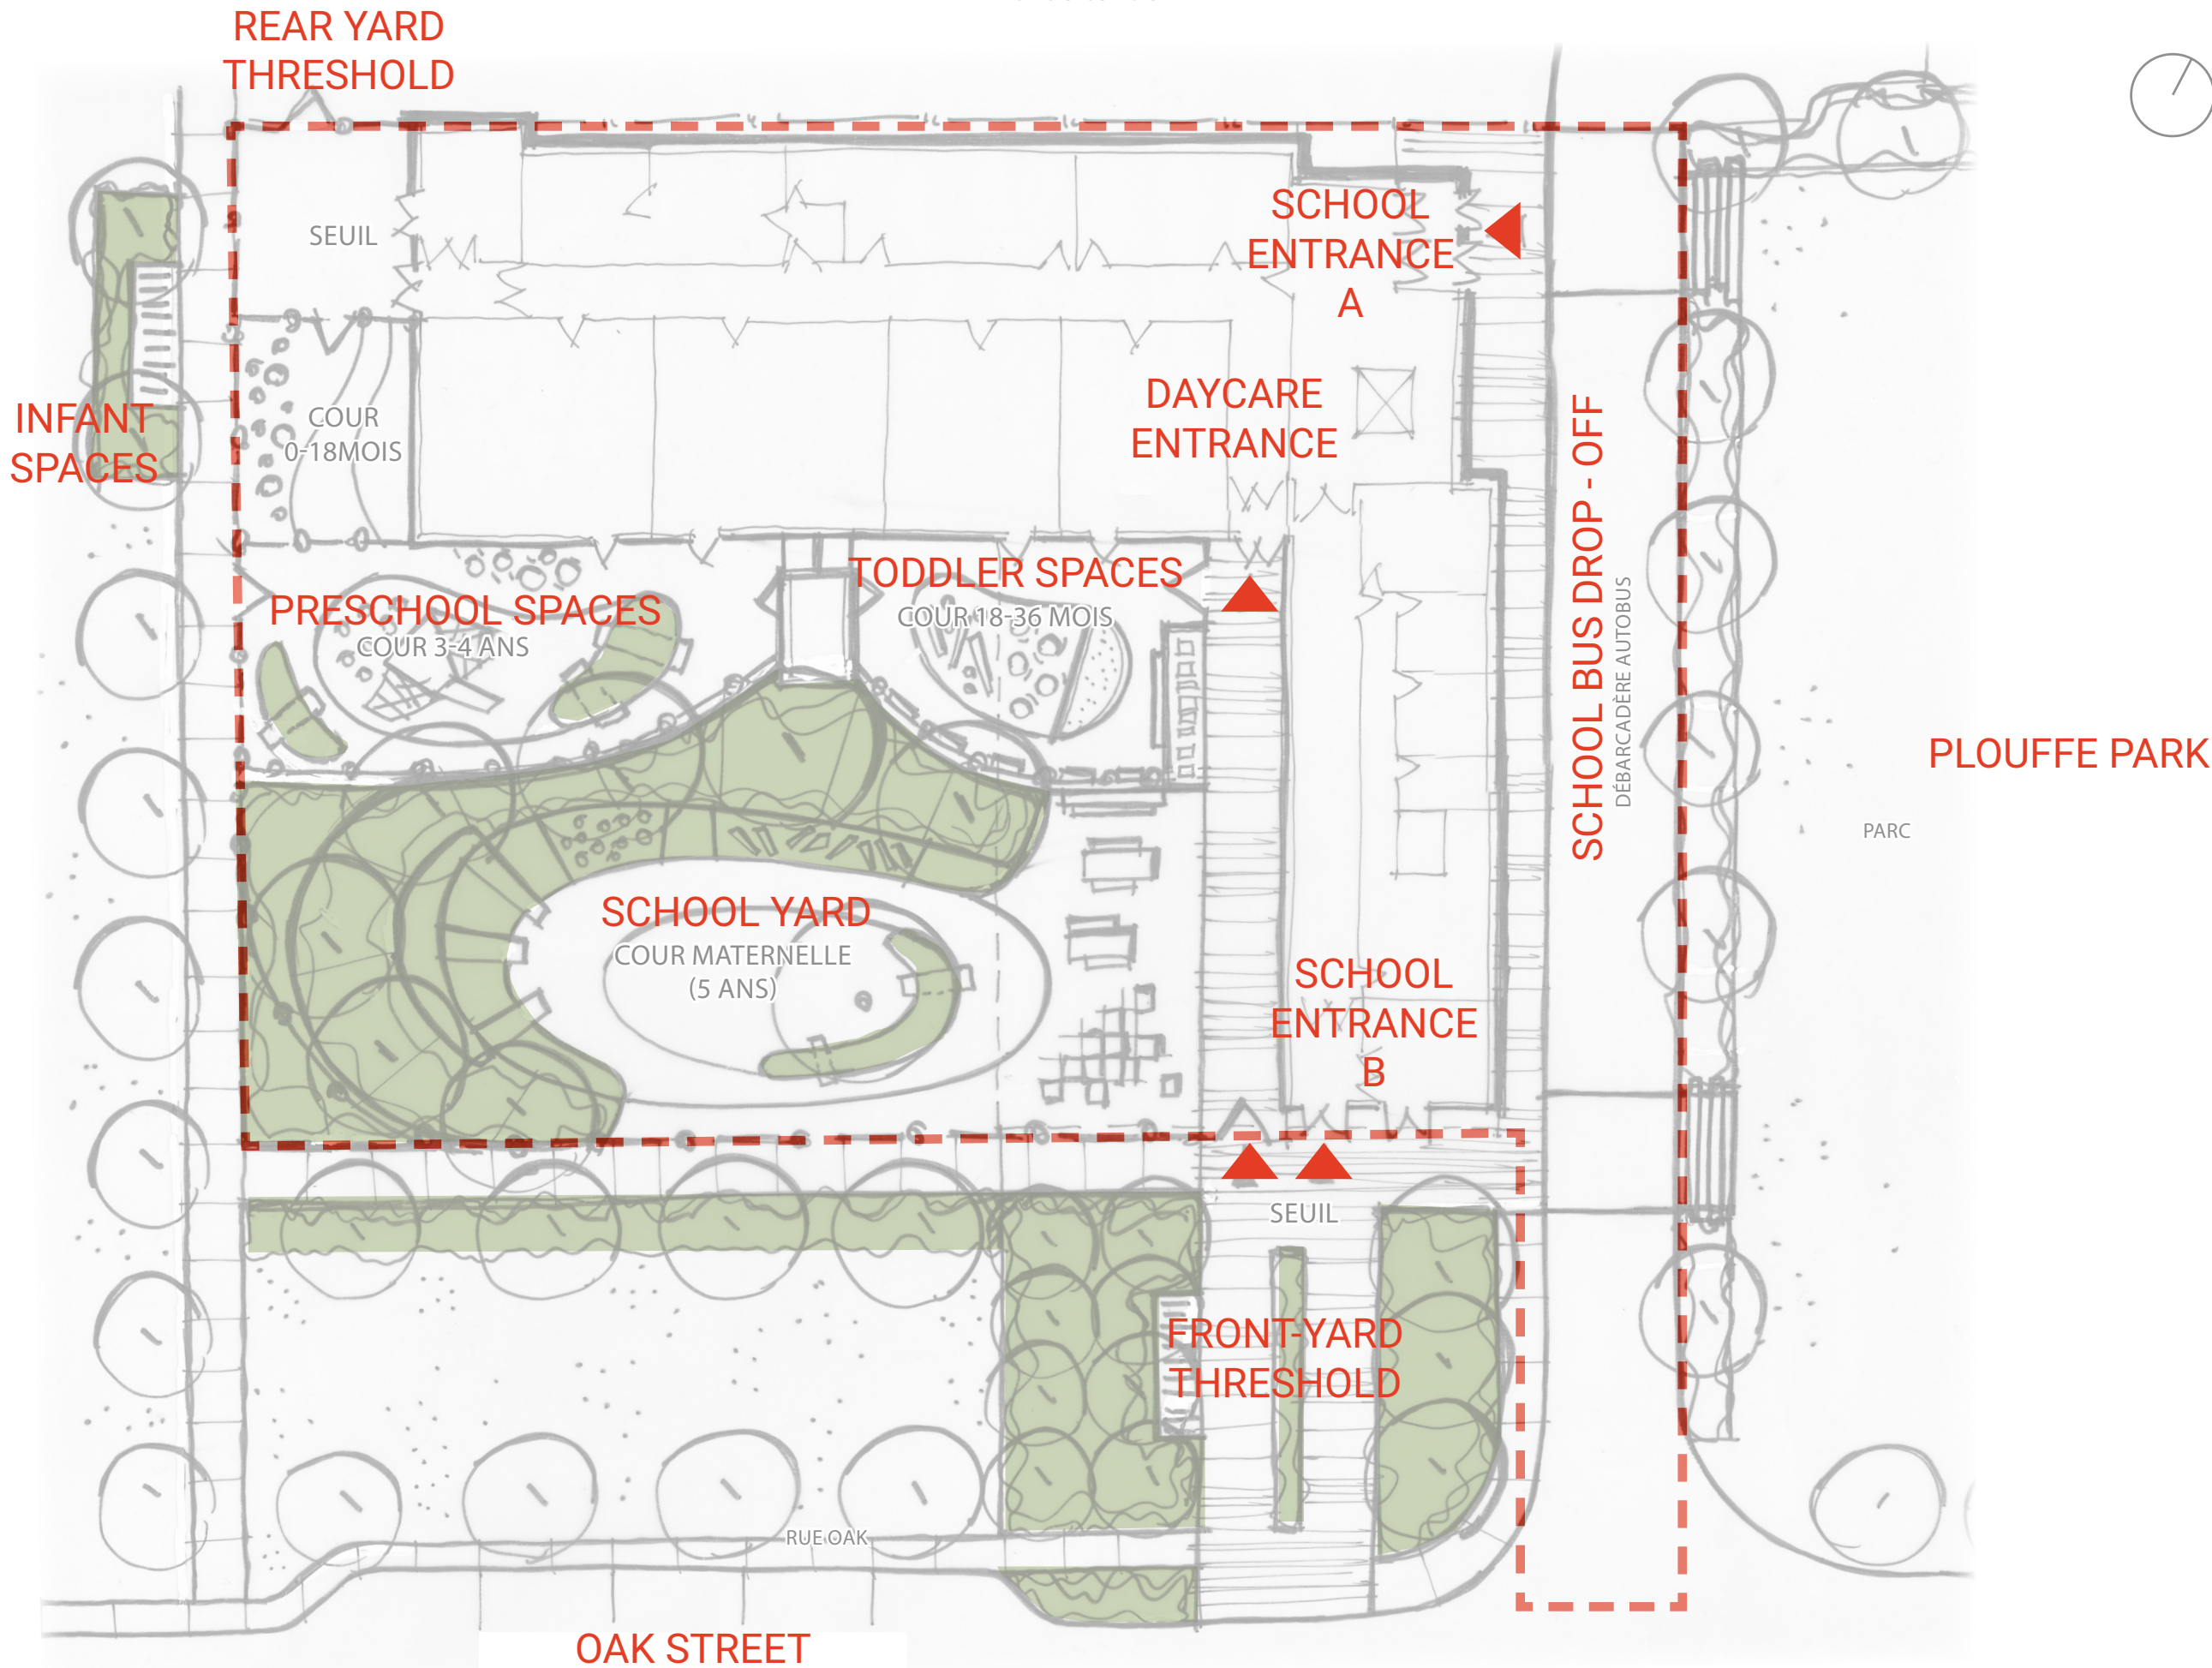 REAR YARD
THRESHOLD
SEUIL
SCHOOL
ENTRANCE
A
INFANT
SPACES
COUR
0-18MOIS
DAYCARE
ENTRANCE
SCHOOL BUS DROP - OFF
DÉBARCADÈRE AUTOBUS
PRESCHOOL SPACES
COUR 3-4 ANS
TODDLER SPACES
COUR 18-36 MOIS
PLOUFFE PARK
PARC
SCHOOL YARD
COUR MATERNELLE
(5 ANS)
SCHOOL
ENTRANCE
B
SEUIL
FRONT-YARD
THRESHOLD
RUE OAK
OAK STREET